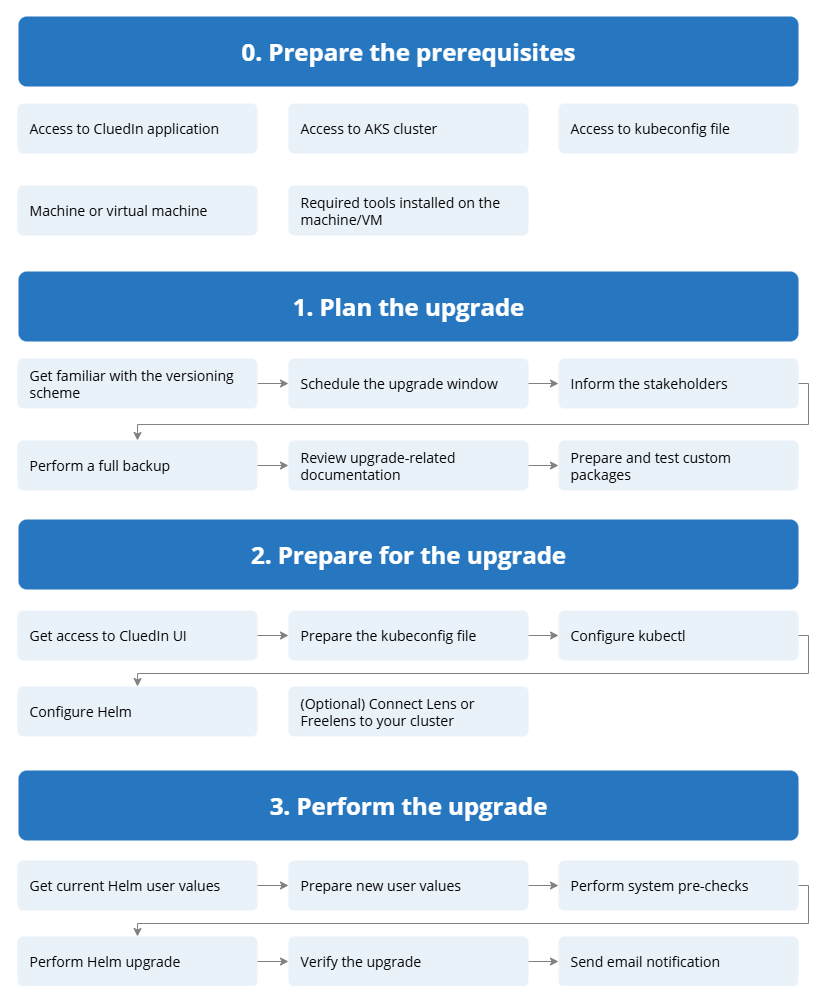 0. Prepare the prerequisites
Access to CluedIn application
Access to AKS cluster
Access to kubeconfig file
Machine or virtual machine
Required tools installed on the
machine/VM
1. Plan the upgrade
Get familiar with the versioning
scheme
Schedule the upgrade window
Inform the stakeholders
Perform a full backup
Review upgrade-related
documentation
Prepare and test custom
packages
2. Prepare for the upgrade
Get access to CluedIn UI
Prepare the kubeconfig file
Configure kubectl
Configure Helm
(Optional) Connect Lens or
Freelens to your cluster
3. Perform the upgrade
Get current Helm user values
Prepare new user values
Perform system pre-checks
Perform Helm upgrade
Verify the upgrade
Send email notification